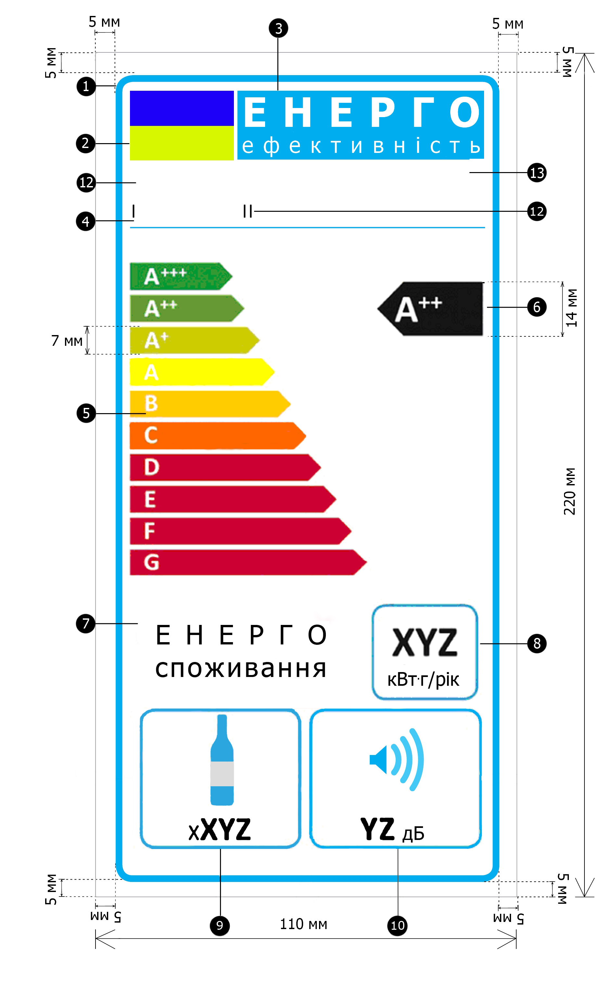 5 мм
3
5 мм
5 мм
5 мм
1
ЕНЕРГО
ефективність
2
13
12
I
II
12
4
A+++
A++
A++
6
14 мм
7 мм
A+
A
B
5
C
D
220 мм
E
F
G
7
ЕНЕРГО
споживання
XYZ
кВт·г/рік
8
xXYZ
YZ дБ
5 мм
5 мм
5 мм
5 мм
9
110 мм
10